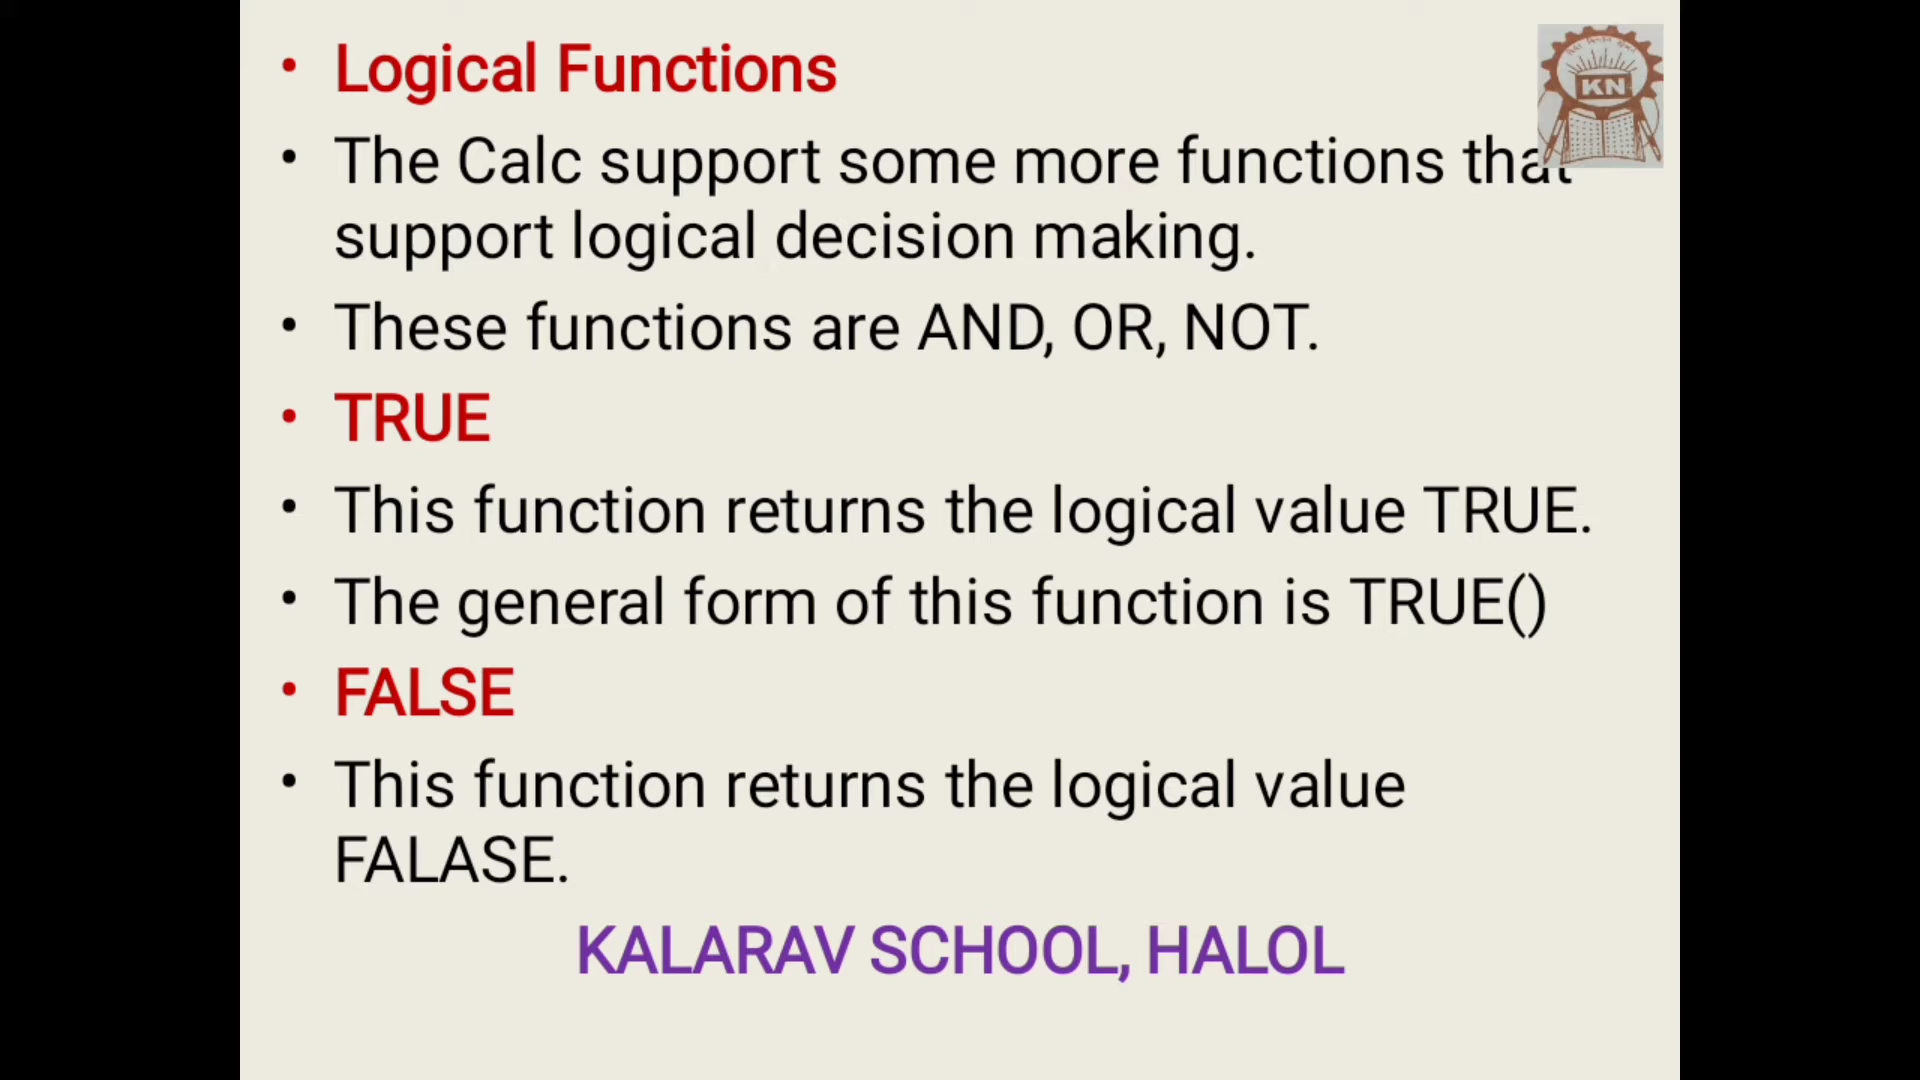 • Logical Functions
KN
• The Calc support some more functions that
support logical decision making.
• These functions are AND, OR, NOT.
• TRUE
• This function returns the logical value TRUE.
• The general form of this function is TRUE()
• FALSE
• This function returns the logical value
FALASE.
KALARAV SCHOOL, HALOL